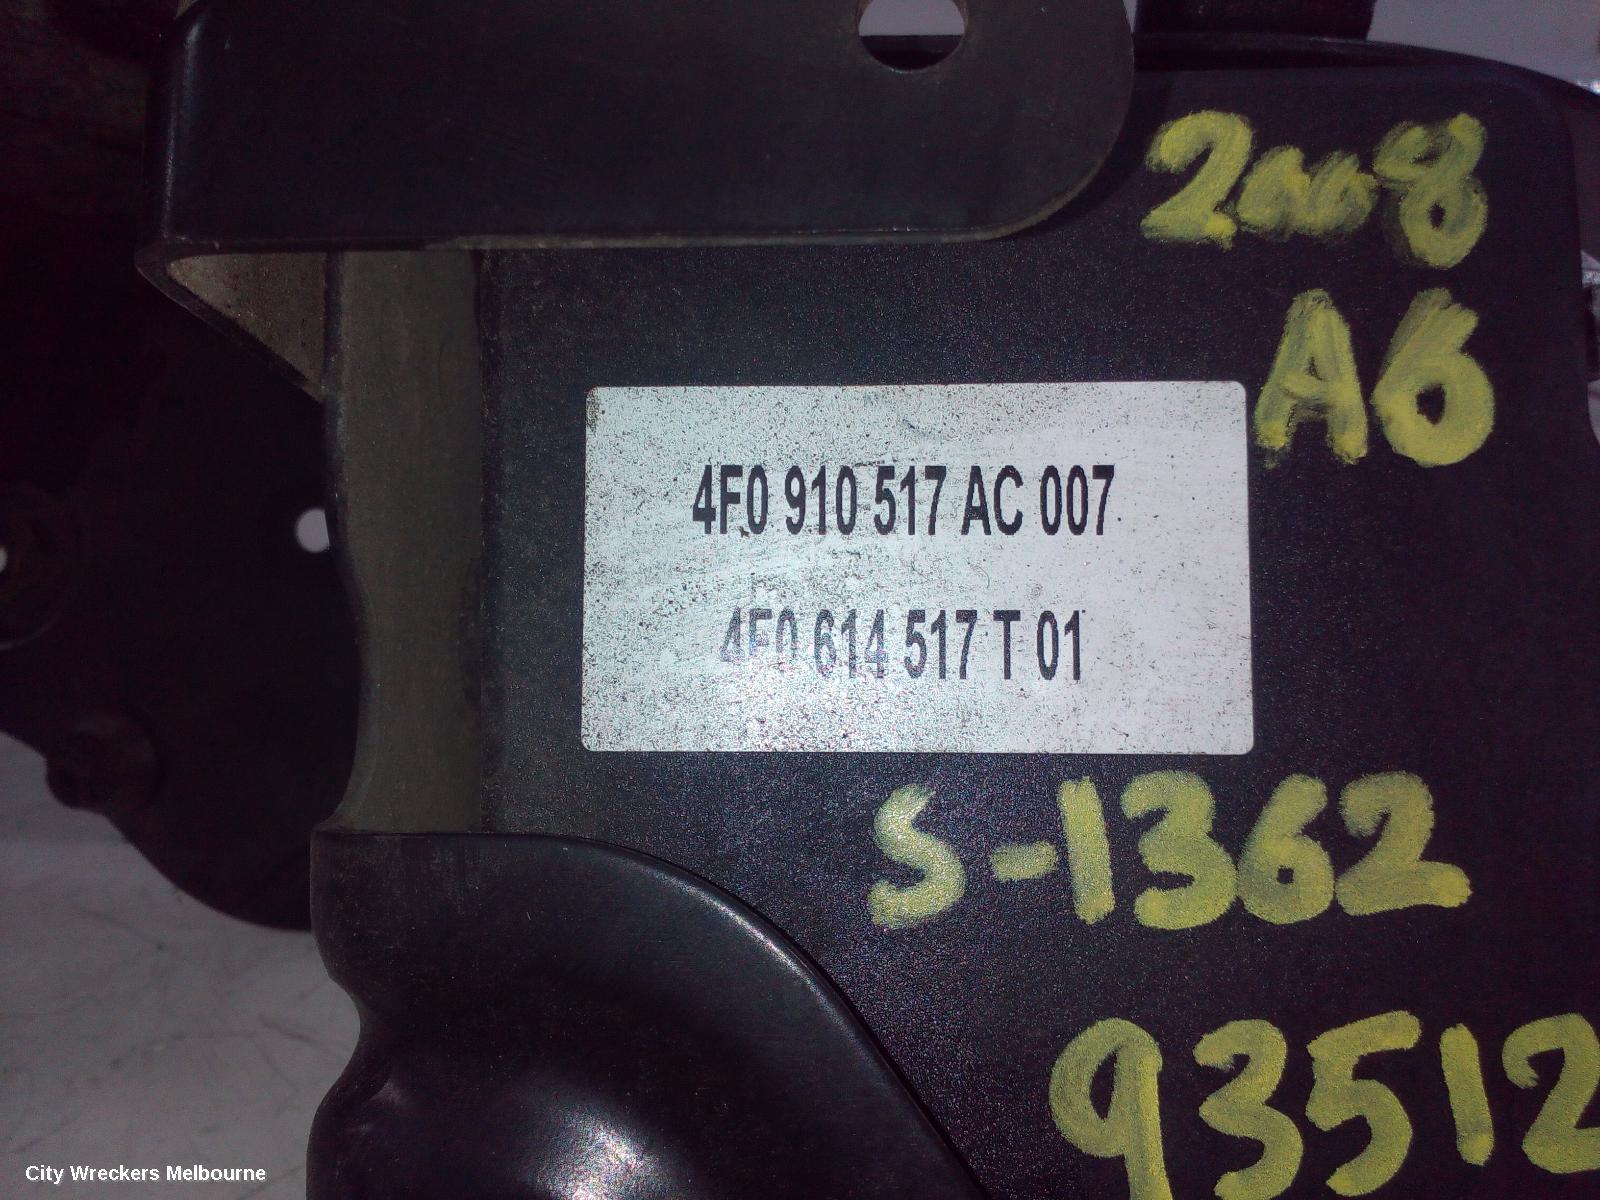 2008
A6
4F0 910 517 AC 007
4F0 614 517 T 01
S-1362
93512
City Wreckers Melbourne